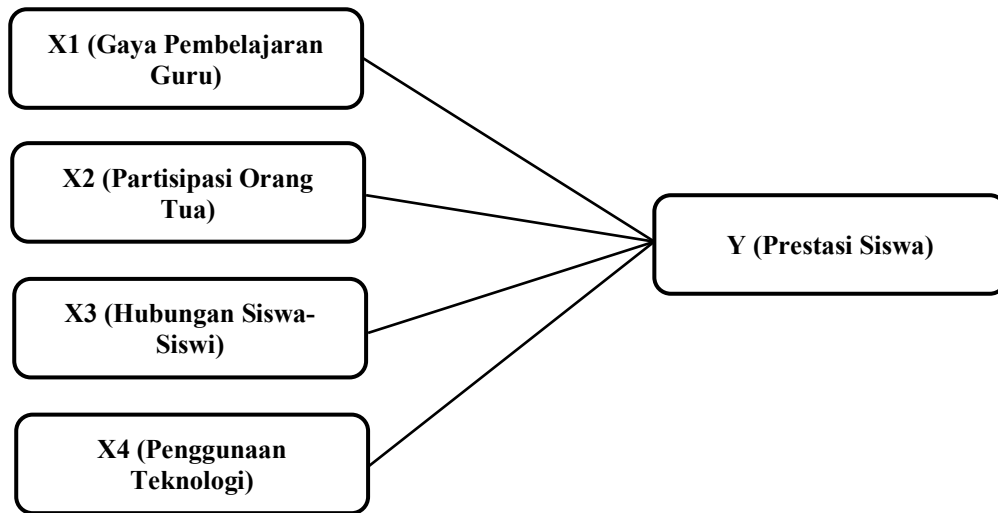 X1 (Gaya Pembelajaran
Guru)
X2 (Partisipasi Orang
Tua)
X3 (Hubungan Siswa-
Siswi)
X4 (Penggunaan
Teknologi)
Y (Prestasi Siswa)